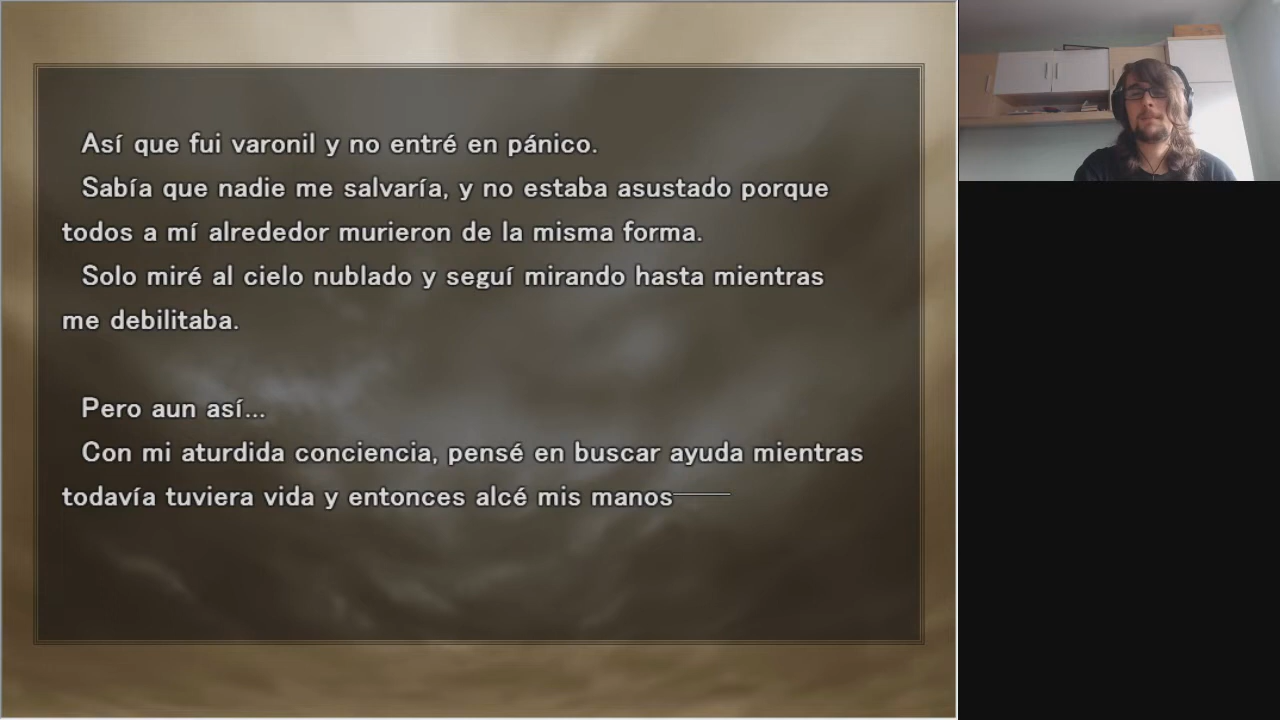 Así que fui varonil y no entré en pánico.
Sabía que nadie me salvaría, y no estaba asustado porque
todos a mí alrededor murieron de la misma forma.
Solo miré al cielo nublado y seguí mirando hasta mientras
me debilitaba.
Pero aun así...
Con mi aturdida conciencia, pensé en buscar ayuda mientras
todavía tuviera vida y entonces alcé mis manos――